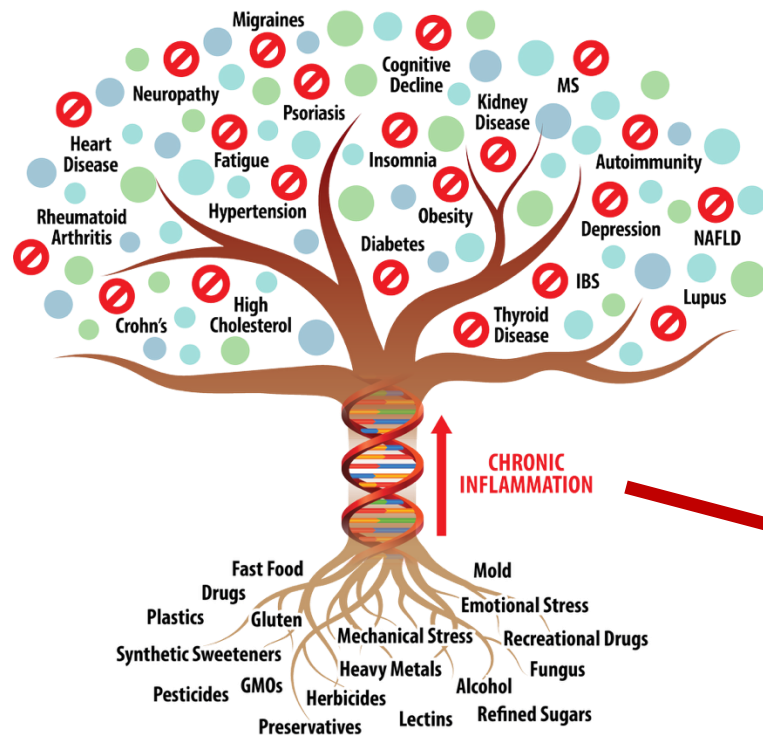 Migraines
Cognitive
Decline
MS
Neuropathy
Psoriasis
Kidney
Disease
Heart
Disease
Fatigue
Insomnia
Autoimmunity
Rheumatoid
Arthritis
Hypertension
Obesity
Depression
NAFLD
Diabetes
IBS
Crohn's
High
Cholesterol
Thyroid
Disease
Lupus
CHRONIC
INFLAMMATION
Fast Food
Mold
Drugs
Emotional Stress
Plastics
Gluten
Mechanical Stress
Recreational Drugs
Synthetic Sweeteners
Heavy Metals
Fungus
Pesticides
GMOs
Herbicides
Alcohol
Preservatives
Lectins
Refined Sugars